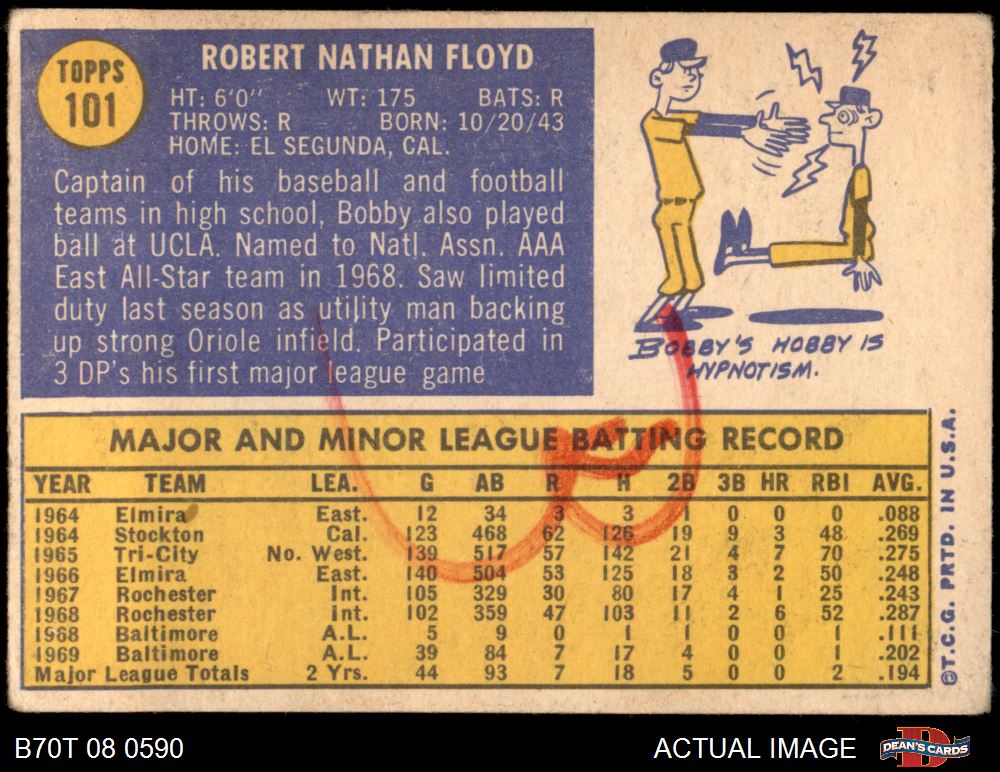 TOPPS
101
ROBERT NATHAN FLOYD
HT: 6'0" WT: 175 BATS: R
THROWS: R BORN: 10/20/43
HOME: EL SEGUNDA, CAL.
Captain of his baseball and football
teams in high school, Bobby also played
ball at UCLA. Named to Natl. Assn. AAA
East All-Star team in 1968. Saw limited
duty last season as utility man backing
up strong Oriole infield. Participated in
3 DP's his first major league game
BOBBY'S HOBBY IS
HYPNOTISM.
MAJOR AND MINOR LEAGUE BATTING RECORD
YEAR TEAM LEA. G AB R H 2B 3B HR RBI AVG.
1964 Elmira East. 12 34 3 3 1 0 0 0 .088
1964 Stockton Cal. 123 468 62 126 19 9 3 48 .269
1965 Tri-City No. West. 139 517 57 142 21 4 7 70 .275
1966 Elmira East. 140 504 53 125 18 3 2 50 .248
1967 Rochester Int. 105 329 30 80 17 4 1 25 .243
1968 Rochester Int. 102 359 47 103 11 2 6 52 .287
1968 Baltimore A.L. 5 9 0 1 1 0 0 1 .111
1969 Baltimore A.L. 39 84 7 17 4 0 0 1 .202
Major League Totals 2 Yrs. 44 93 7 18 5 0 0 2 .194
©T.C.G. PRTD. IN U.S.A.
B70T 08 0590
ACTUAL IMAGE
DEAN'S CARDS